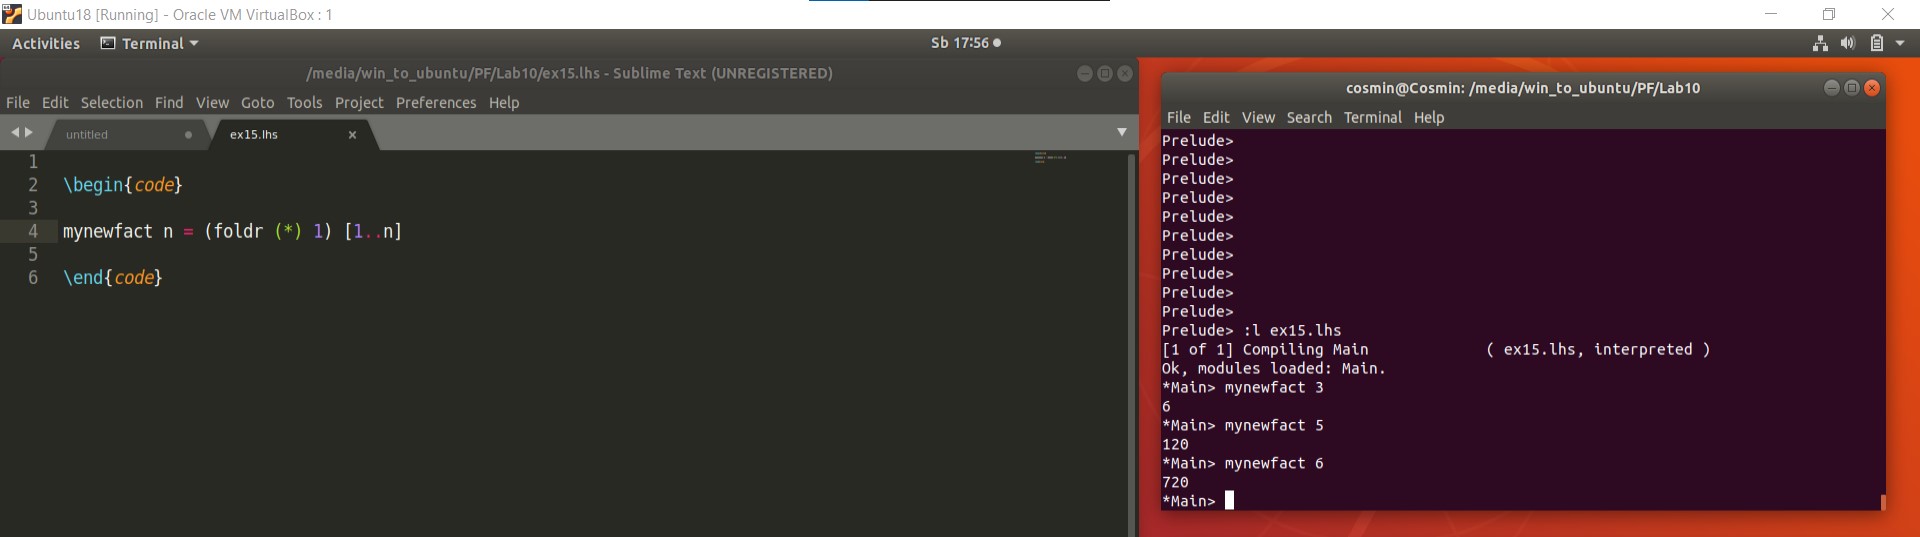 Ubuntu18 [Running] - Oracle VM VirtualBox : 1
Activities Terminal Sb 17:56
/media/win_to_ubuntu/PF/Lab10/ex15.lhs - Sublime Text (UNREGISTERED)
File Edit Selection Find View Goto Tools Project Preferences Help
untitled ex15.lhs
1
2 \begin{code}
3
4 mynewfact n = (foldr (*) 1) [1..n]
5
6 \end{code}
cosmin@Cosmin: /media/win_to_ubuntu/PF/Lab10
File Edit View Search Terminal Help
Prelude>
Prelude>
Prelude>
Prelude>
Prelude>
Prelude>
Prelude>
Prelude>
Prelude>
Prelude>
Prelude> :l ex15.lhs
[1 of 1] Compiling Main ( ex15.lhs, interpreted )
Ok, modules loaded: Main.
*Main> mynewfact 3
6
*Main> mynewfact 5
120
*Main> mynewfact 6
720
*Main>